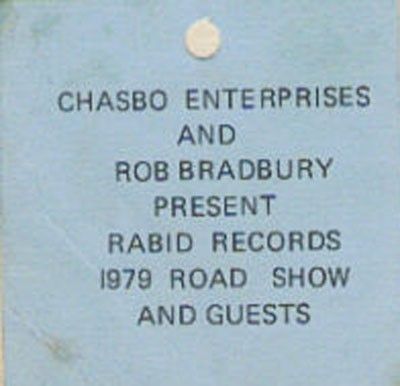 CHASBO ENTERPRISES
AND
ROB BRADBURY
PRESENT
RABID RECORDS
1979 ROAD SHOW
AND GUESTS